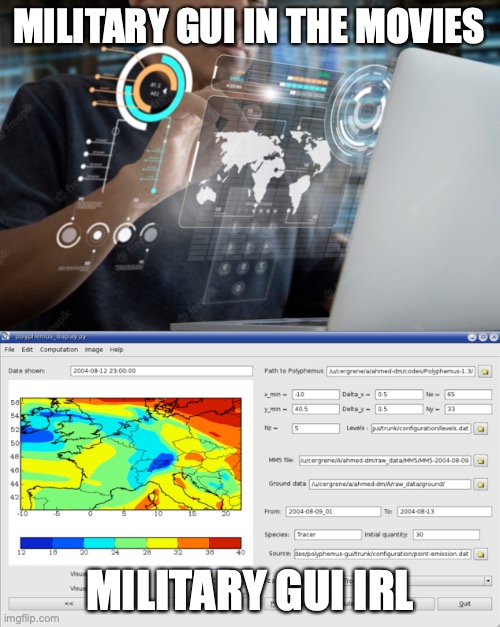 MILITARY GUI IN THE MOVIES
polyphemus_display.py
File Edit Computation Image Help
Date shown: 2004-08-12 23:00:00
Path to Polyphemus /u/cergrene/a/ahmed-dm/codes/Polyphemus-1.3/
x_min = -10 Delta_x = 0.5 Nx = 65
y_min = 40.5 Delta_y = 0.5 Ny = 33
Nz = 5 Levels : gui/trunk/configuration/levels.dat
MM5 file: /u/cergrene/A/ahmed-dm/raw_data/MM5/MM5-2004-08-09
Ground data /u/cergrene/a/ahmed-dm/A/raw_data/ground/
From: 2004-08-09_01 To: 2004-08-13
Species: Tracer Initial quantity: 30
Source: des/polyphemus-gui/trunk/configuration/point-emission.dat
56
54
52
50
48
46
44
42
-10 -5 0 5 10 15 20
12 16 20 24 28 32 36 40
MILITARY GUI IRL
<< Quit
imgflip.com